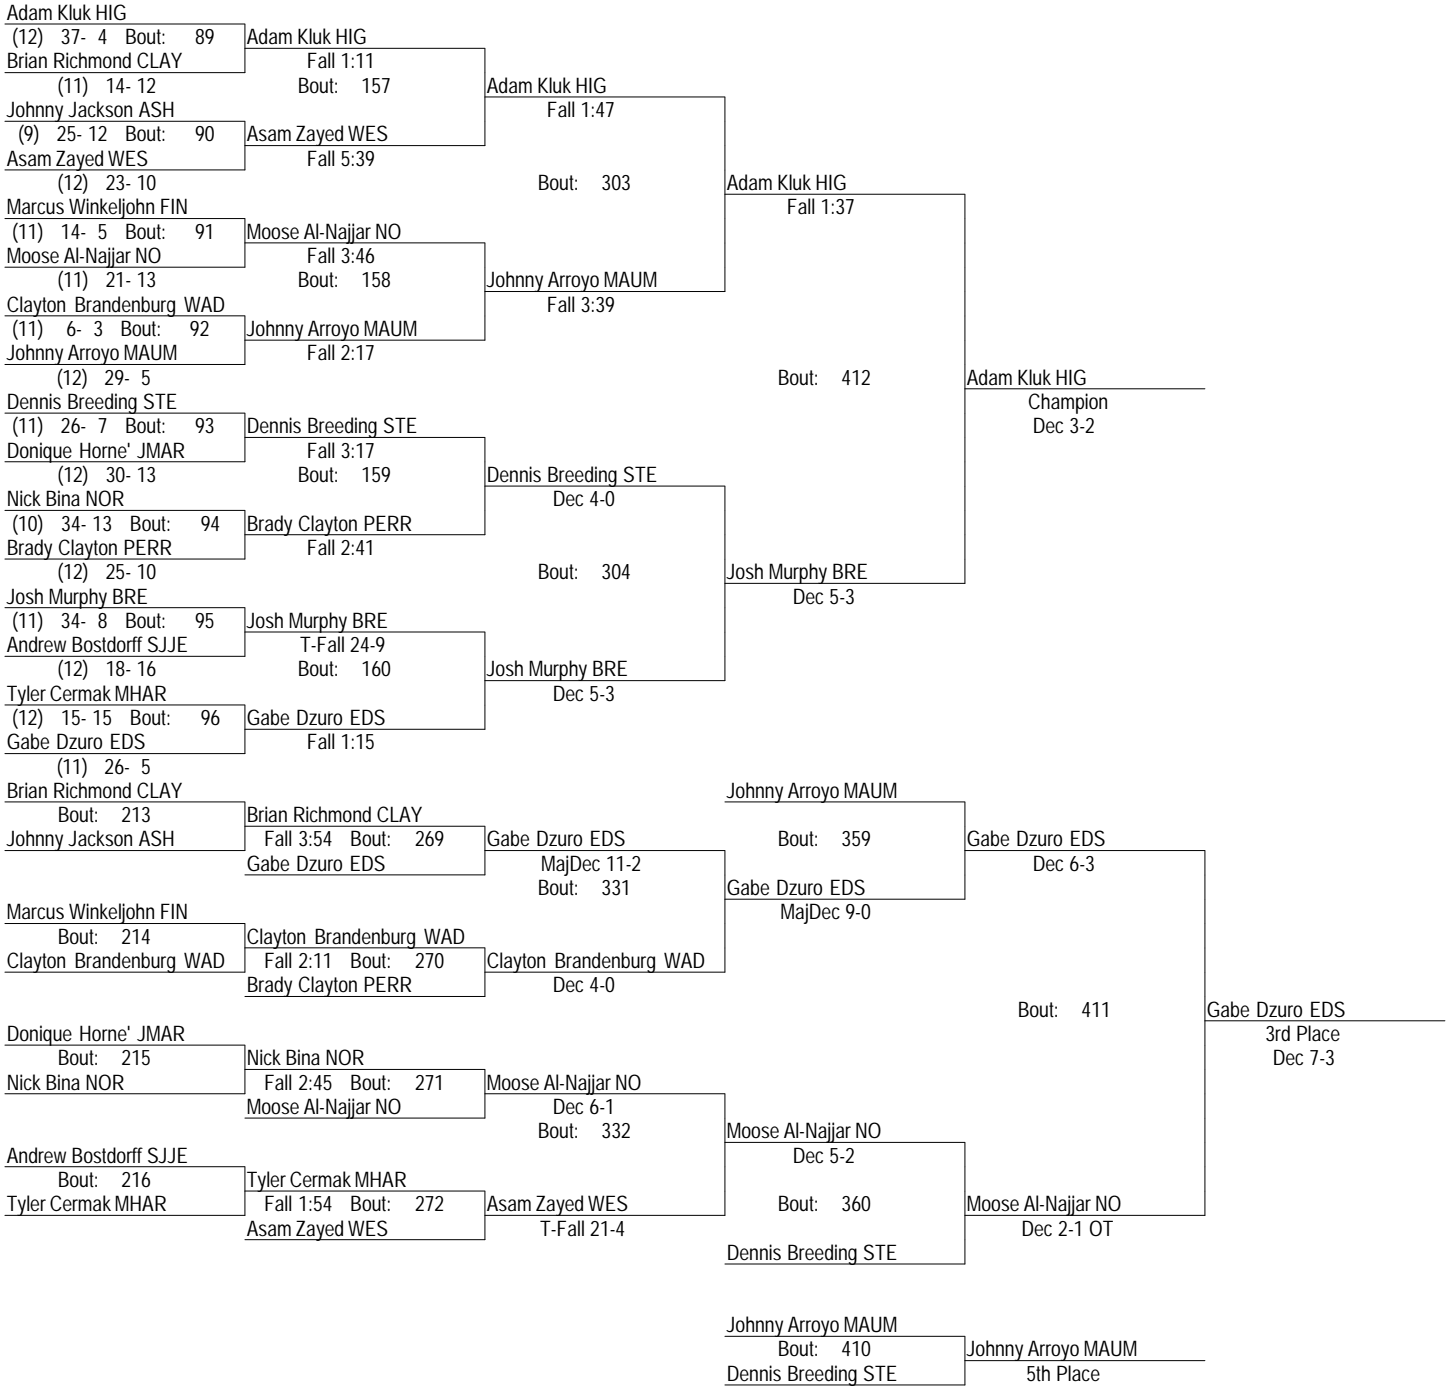 Adam Kluk HIG
(12) 37- 4 Bout: 89 Adam Kluk HIG
Brian Richmond CLAY Fall 1:11
(11) 14- 12 Bout: 157 Adam Kluk HIG
Johnny Jackson ASH Fall 1:47
(9) 25- 12 Bout: 90 Asam Zayed WES
Asam Zayed WES Fall 5:39
(12) 23- 10 Bout: 303 Adam Kluk HIG
Marcus Winkeljohn FIN Fall 1:37
(11) 14- 5 Bout: 91 Moose Al-Najjar NO
Moose Al-Najjar NO Fall 3:46
(11) 21- 13 Bout: 158 Johnny Arroyo MAUM
Clayton Brandenburg WAD Fall 3:39
(11) 6- 3 Bout: 92 Johnny Arroyo MAUM
Johnny Arroyo MAUM Fall 2:17
(12) 29- 5 Bout: 412 Adam Kluk HIG
Dennis Breeding STE Champion
(11) 26- 7 Bout: 93 Dennis Breeding STE Dec 3-2
Donique Horne' JMAR Fall 3:17
(12) 30- 13 Bout: 159 Dennis Breeding STE
Nick Bina NOR Dec 4-0
(10) 34- 13 Bout: 94 Brady Clayton PERR
Brady Clayton PERR Fall 2:41
(12) 25- 10 Bout: 304 Josh Murphy BRE
Josh Murphy BRE Dec 5-3
(11) 34- 8 Bout: 95 Josh Murphy BRE
Andrew Bostdorff SJJE T-Fall 24-9
(12) 18- 16 Bout: 160 Josh Murphy BRE
Tyler Cermak MHAR Dec 5-3
(12) 15- 15 Bout: 96 Gabe Dzuro EDS
Gabe Dzuro EDS Fall 1:15
(11) 26- 5
Brian Richmond CLAY Johnny Arroyo MAUM
Bout: 213 Brian Richmond CLAY
Johnny Jackson ASH Fall 3:54 Bout: 269 Gabe Dzuro EDS Bout: 359 Gabe Dzuro EDS
Gabe Dzuro EDS MajDec 11-2 Dec 6-3
Bout: 331 Gabe Dzuro EDS
Marcus Winkeljohn FIN MajDec 9-0
Bout: 214 Clayton Brandenburg WAD
Clayton Brandenburg WAD Fall 2:11 Bout: 270 Clayton Brandenburg WAD
Brady Clayton PERR Dec 4-0
Bout: 411 Gabe Dzuro EDS
Donique Horne' JMAR 3rd Place
Bout: 215 Nick Bina NOR Dec 7-3
Nick Bina NOR Fall 2:45 Bout: 271 Moose Al-Najjar NO
Moose Al-Najjar NO Dec 6-1
Bout: 332 Moose Al-Najjar NO
Andrew Bostdorff SJJE Dec 5-2
Bout: 216 Tyler Cermak MHAR
Tyler Cermak MHAR Fall 1:54 Bout: 272 Asam Zayed WES Bout: 360 Moose Al-Najjar NO
Asam Zayed WES T-Fall 21-4 Dec 2-1 OT
Dennis Breeding STE
Johnny Arroyo MAUM
Bout: 410 Johnny Arroyo MAUM
Dennis Breeding STE 5th Place